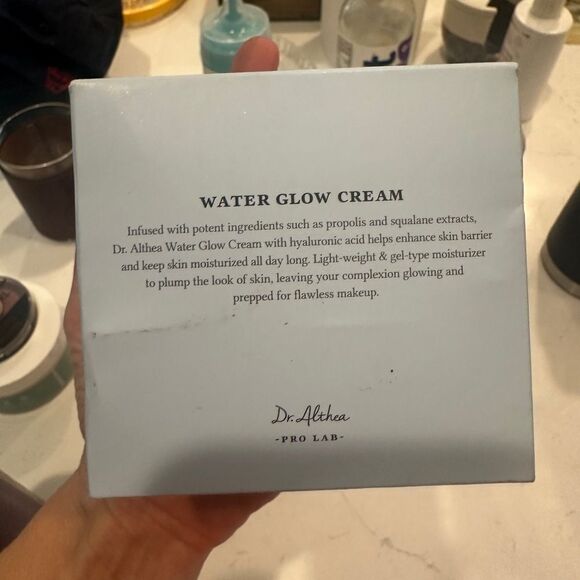 WATER GLOW CREAM
Infused with potent ingredients such as propolis and squalane extracts,
Dr. Althea Water Glow Cream with hyaluronic acid helps enhance skin barrier
and keep skin moisturized all day long. Light-weight & gel-type moisturizer
to plump the look of skin, leaving your complexion glowing and
prepped for flawless makeup.
Dr. Althea
-PRO LAB-